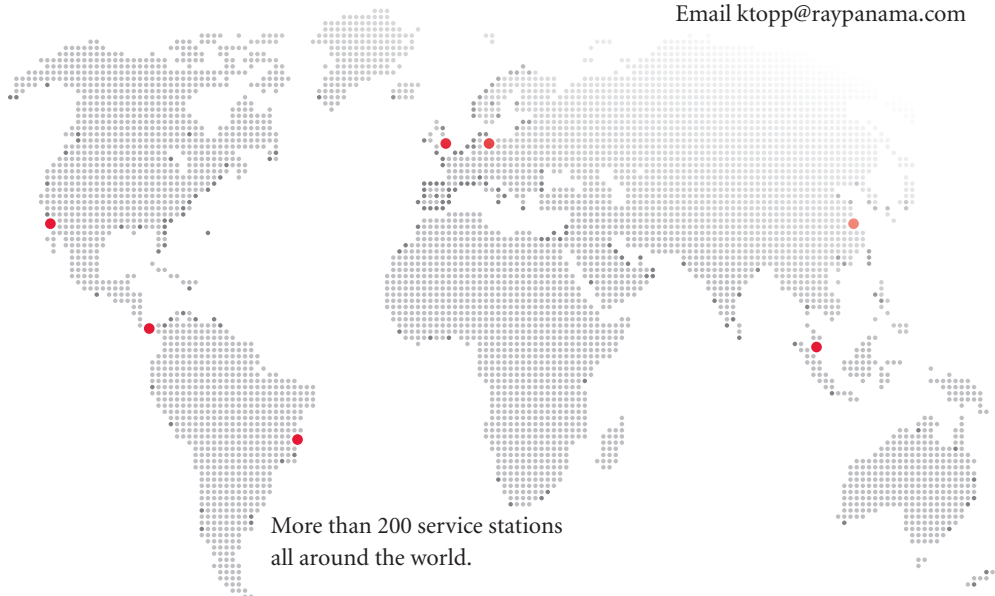 Email ktopp@raypanama.com
More than 200 service stations
all around the world.